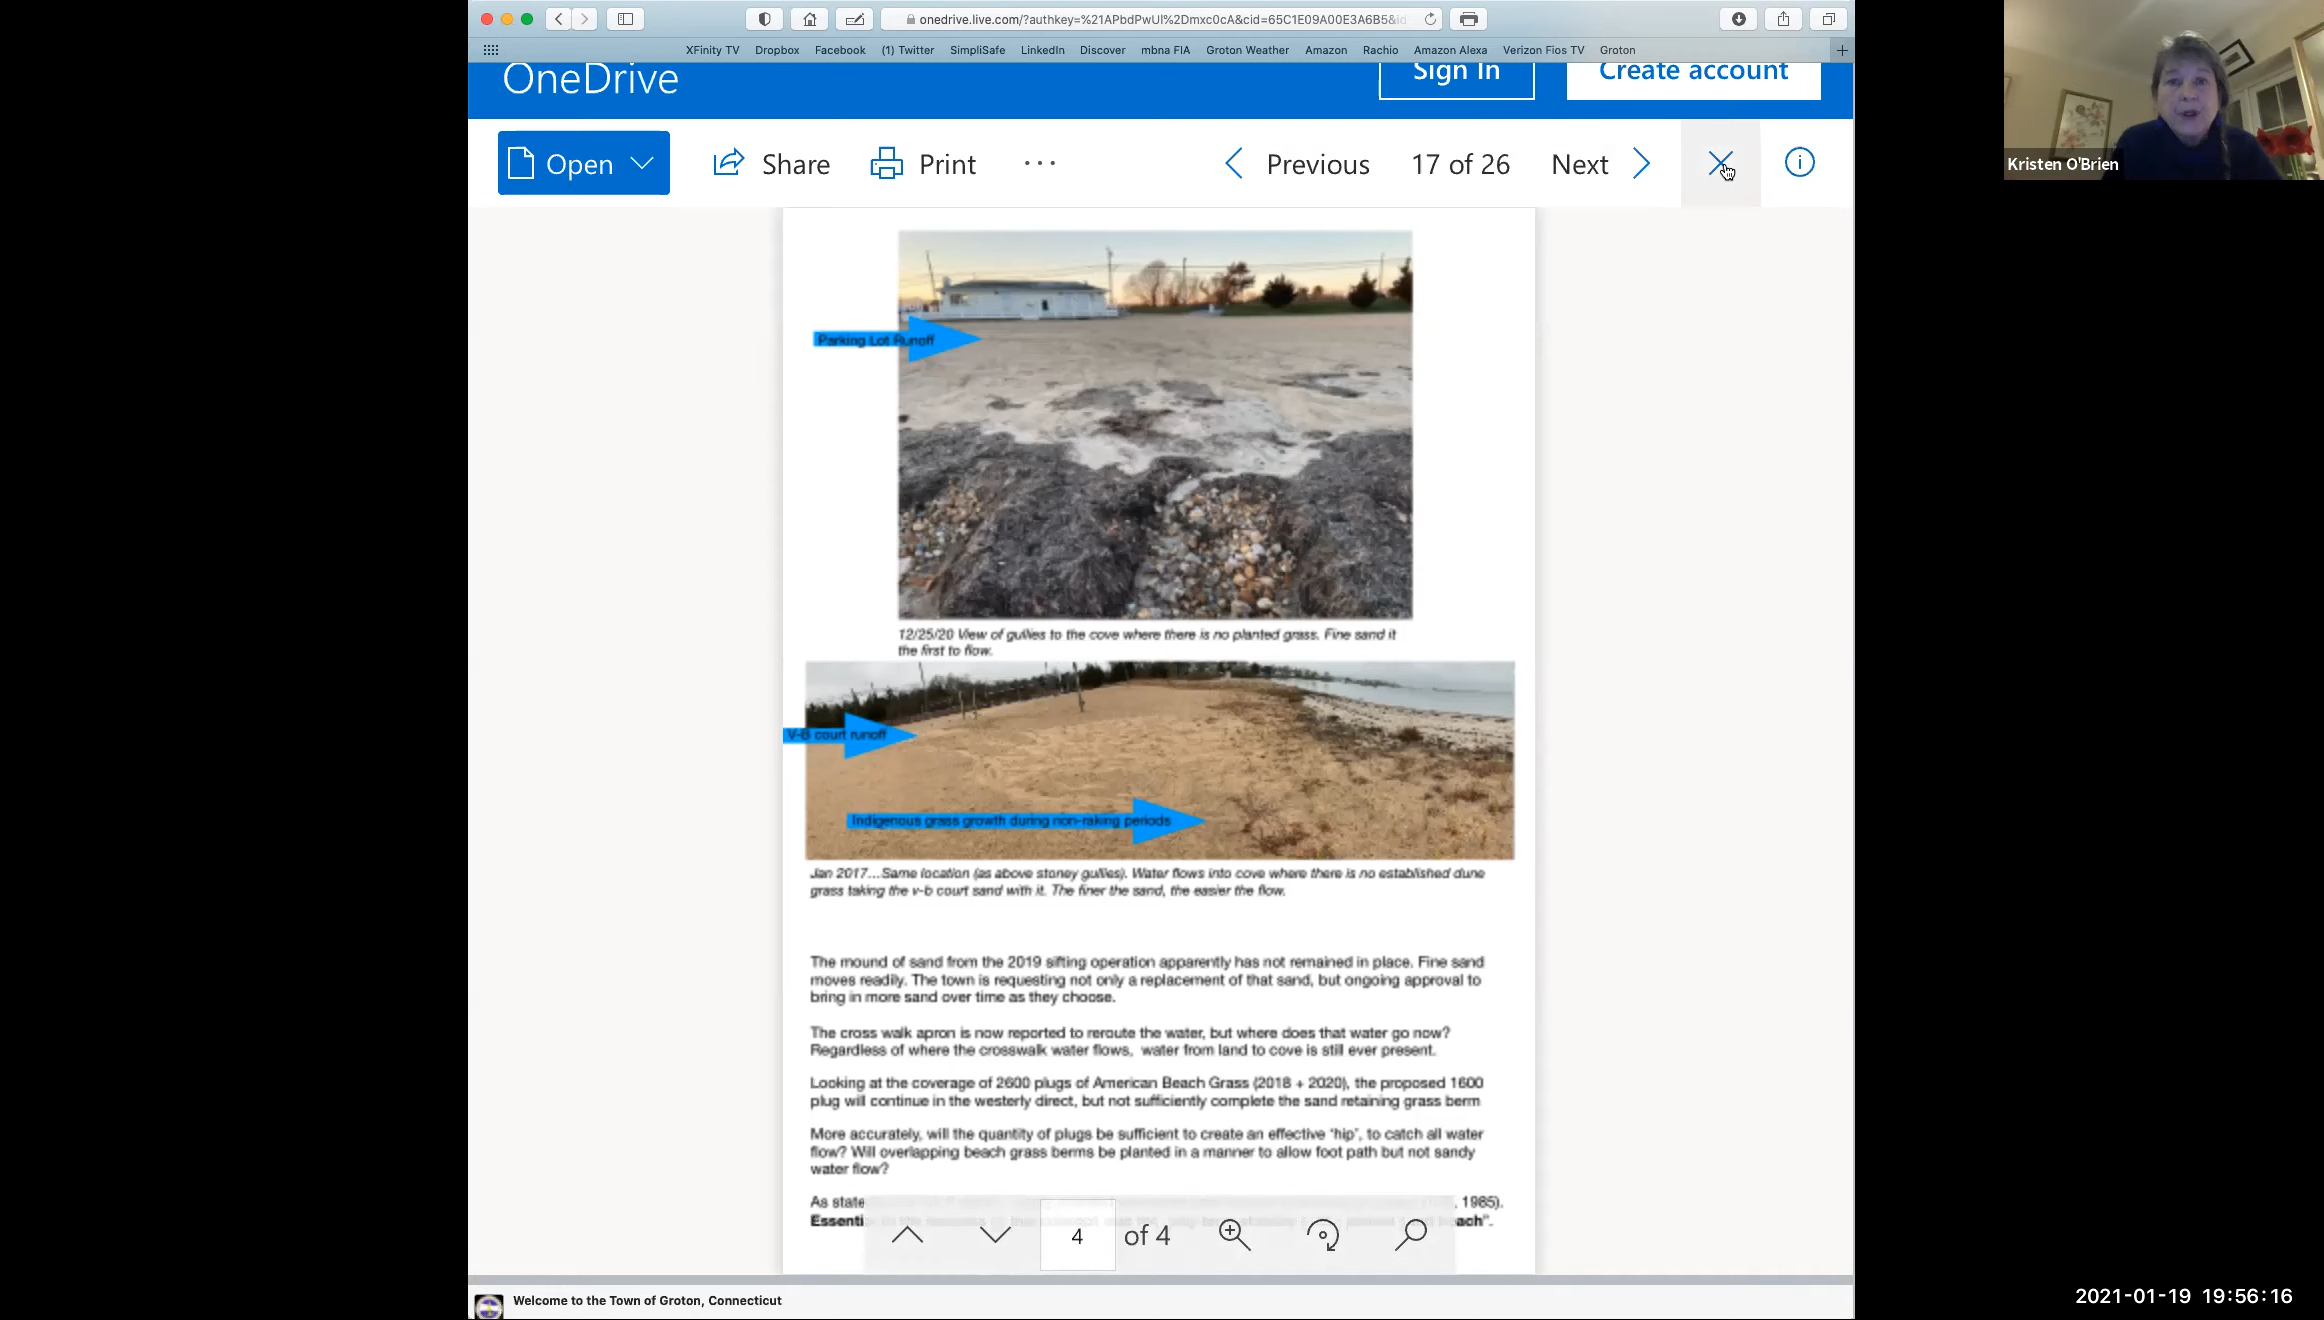 onedrive.live.com/?authkey=%21APbdPwUI%2Dmxc0cA&cid=65C1E09A00E3A6B5&id
XFinity TV Dropbox Facebook (1) Twitter SimpliSafe LinkedIn Discover mbna FIA Groton Weather Amazon Rachio Amazon Alexa Verizon Fios TV Groton
OneDrive Sign In Create account
Open Share Print ... Previous 17 of 26 Next
Kristen O'Brien
Parking Lot Runoff
12/25/20 View of gullies to the cove where there is no planted grass. Fine sand it
the first to flow.
V-B court runoff
Indigenous grass growth during non-raking periods
Jan 2017...Same location (as above stoney gullies). Water flows into cove where there is no established dune
grass taking the v-b court sand with it. The finer the sand, the easier the flow.
The mound of sand from the 2019 sifting operation apparently has not remained in place. Fine sand
moves readily. The town is requesting not only a replacement of that sand, but ongoing approval to
bring in more sand over time as they choose.
The cross walk apron is now reported to reroute the water, but where does that water go now?
Regardless of where the crosswalk water flows, water from land to cove is still ever present.
Looking at the coverage of 2600 plugs of American Beach Grass (2018 + 2020), the proposed 1600
plug will continue in the westerly direct, but not sufficiently complete the sand retaining grass berm
More accurately, will the quantity of plugs be sufficient to create an effective 'hip', to catch all water
flow? Will overlapping beach grass berms be planted in a manner to allow foot path but not sandy
water flow?
As state 1985).
Essenti ach".
4 of 4
Welcome to the Town of Groton, Connecticut
2021-01-19 19:56:16